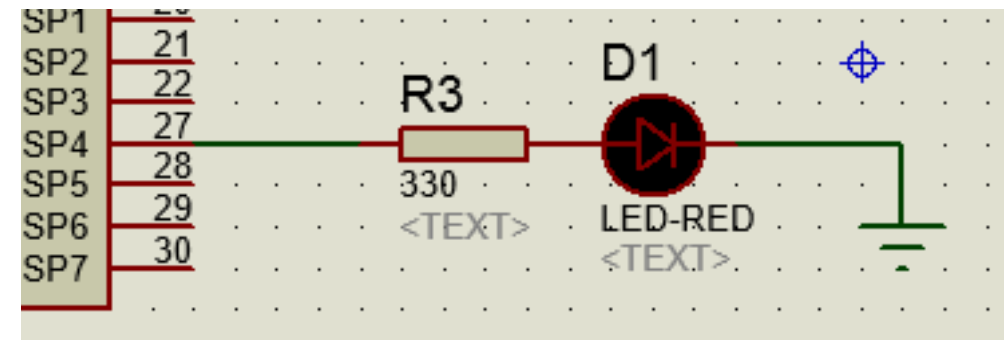 SP1
21
SP2
22
SP3
27
SP4
28
SP5
29
SP6
30
SP7
R3
330
<TEXT>
D1
LED-RED
<TEXT>